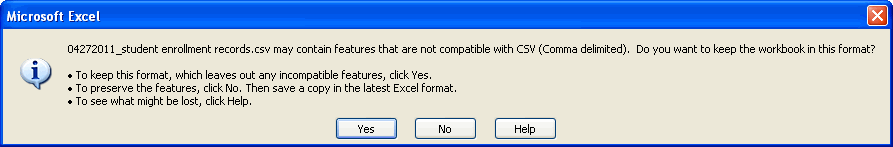 Microsoft Excel
04272011_student enrollment records.csv may contain features that are not compatible with CSV (Comma delimited).  Do you want to keep the workbook in this format?
• To keep this format, which leaves out any incompatible features, click Yes.
• To preserve the features, click No. Then save a copy in the latest Excel format.
• To see what might be lost, click Help.
Yes No Help